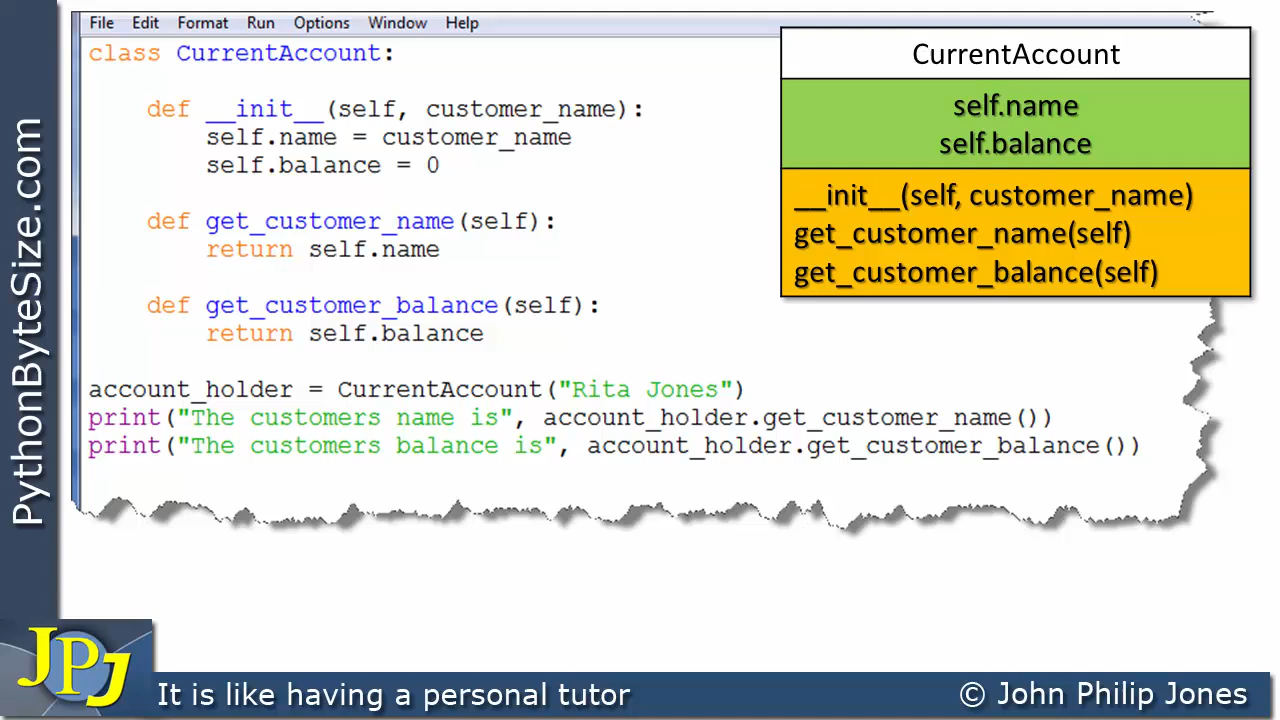 File Edit Format Run Options Window Help
class CurrentAccount:
def __init__(self, customer_name):
self.name = customer_name
self.balance = 0
def get_customer_name(self):
return self.name
def get_customer_balance(self):
return self.balance
account_holder = CurrentAccount("Rita Jones")
print("The customers name is", account_holder.get_customer_name())
print("The customers balance is", account_holder.get_customer_balance())
CurrentAccount
self.name
self.balance
__init__(self, customer_name)
get_customer_name(self)
get_customer_balance(self)
PythonByteSize.com
JPJ
It is like having a personal tutor
© John Philip Jones